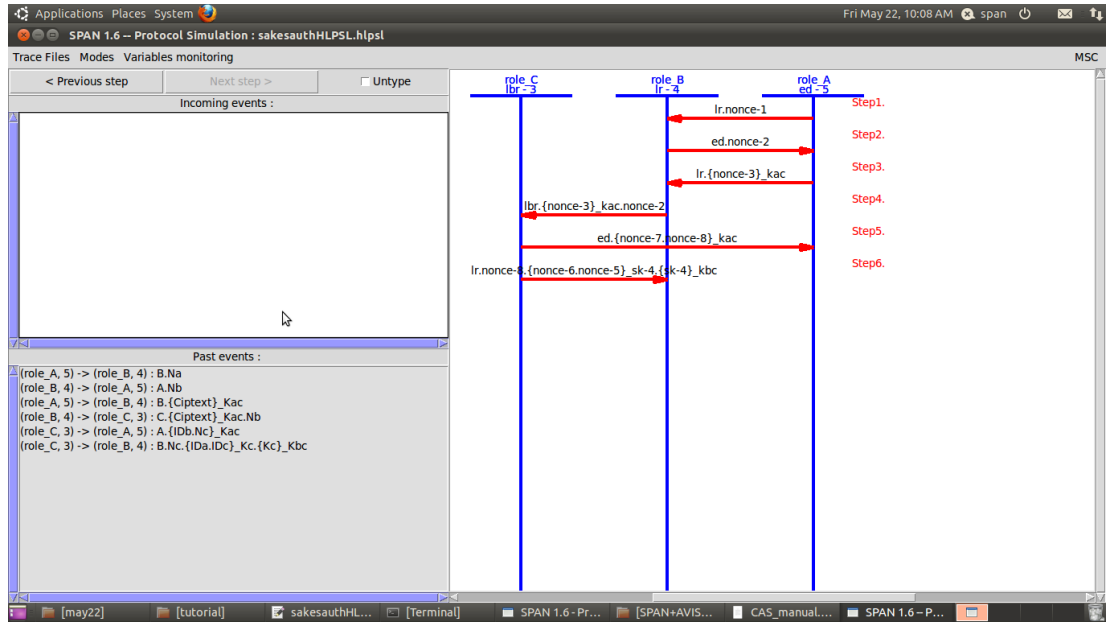 Applications Places System Fri May 22, 10:08 AM span
SPAN 1.6 -- Protocol Simulation : sakesauthHLPSL.hlpsl
Trace Files Modes Variables monitoring MSC
< Previous step Next step > Untype
Incoming events :
Past events :
(role_A, 5) -> (role_B, 4) : B.Na
(role_B, 4) -> (role_A, 5) : A.Nb
(role_A, 5) -> (role_B, 4) : B.{Ciptext}_Kac
(role_B, 4) -> (role_C, 3) : C.{Ciptext}_Kac.Nb
(role_C, 3) -> (role_A, 5) : A.{IDb.Nc}_Kac
(role_C, 3) -> (role_B, 4) : B.Nc.{IDa.IDc}_Kc.{Kc}_Kbc
role_C role_B role_A
lbr - 3 lr - 4 ed - 5
lr.nonce-1 Step1.
ed.nonce-2 Step2.
lr.{nonce-3}_kac Step3.
lbr.{nonce-3}_kac.nonce-2 Step4.
ed.{nonce-7.nonce-8}_kac Step5.
lr.nonce-8.{nonce-6.nonce-5}_sk-4.{sk-4}_kbc Step6.
[may22] [tutorial] sakesauthHL... [Terminal] SPAN 1.6 - Pr... [SPAN+AVIS... CAS_manual.... SPAN 1.6 -- P...